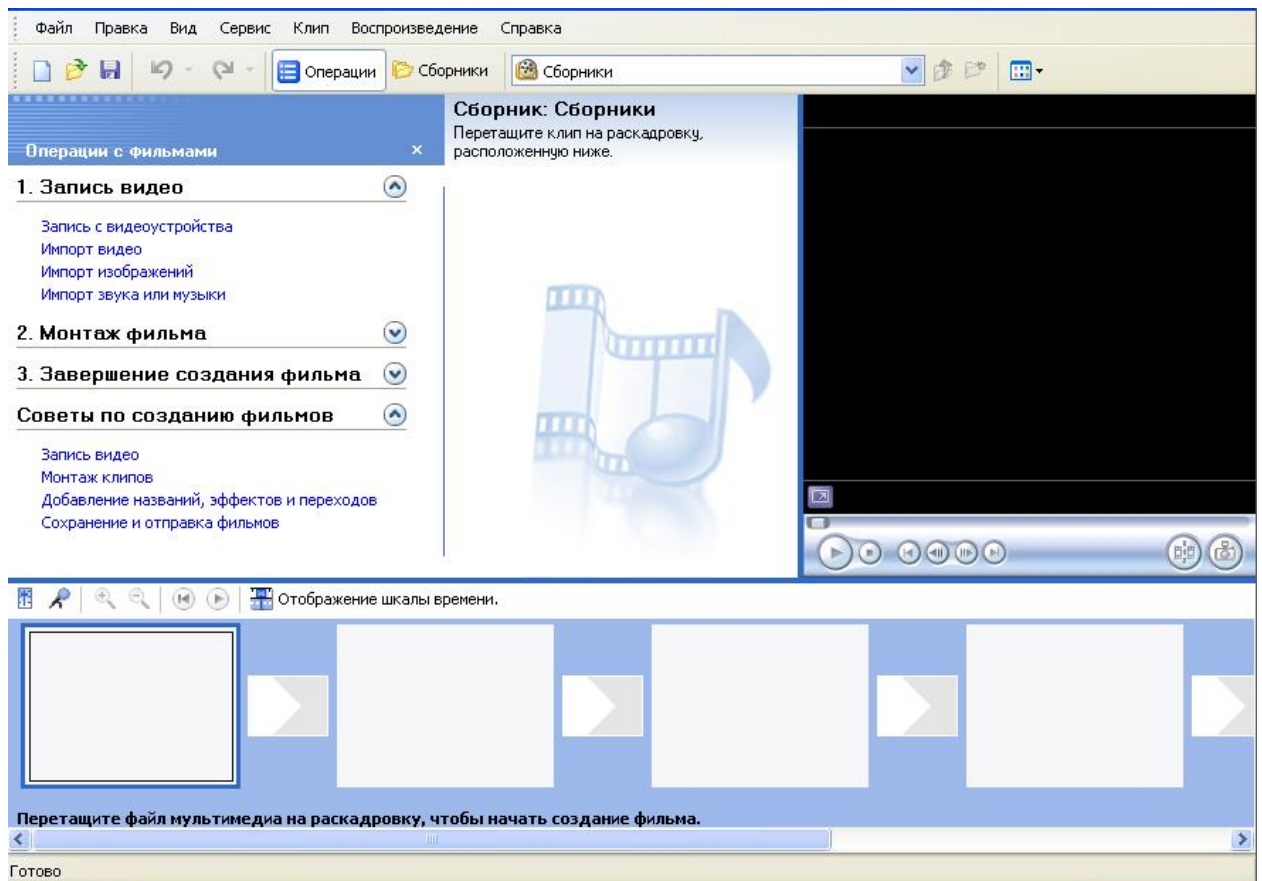 Файл Правка Вид Сервис Клип Воспроизведение Справка
Операции Сборники Сборники
Операции с фильмами
Сборник: Сборники
Перетащите клип на раскадровку,
расположенную ниже.
1. Запись видео
Запись с видеоустройства
Импорт видео
Импорт изображений
Импорт звука или музыки
2. Монтаж фильма
3. Завершение создания фильма
Советы по созданию фильмов
Запись видео
Монтаж клипов
Добавление названий, эффектов и переходов
Сохранение и отправка фильмов
Отображение шкалы времени.
Перетащите файл мультимедиа на раскадровку, чтобы начать создание фильма.
Готово